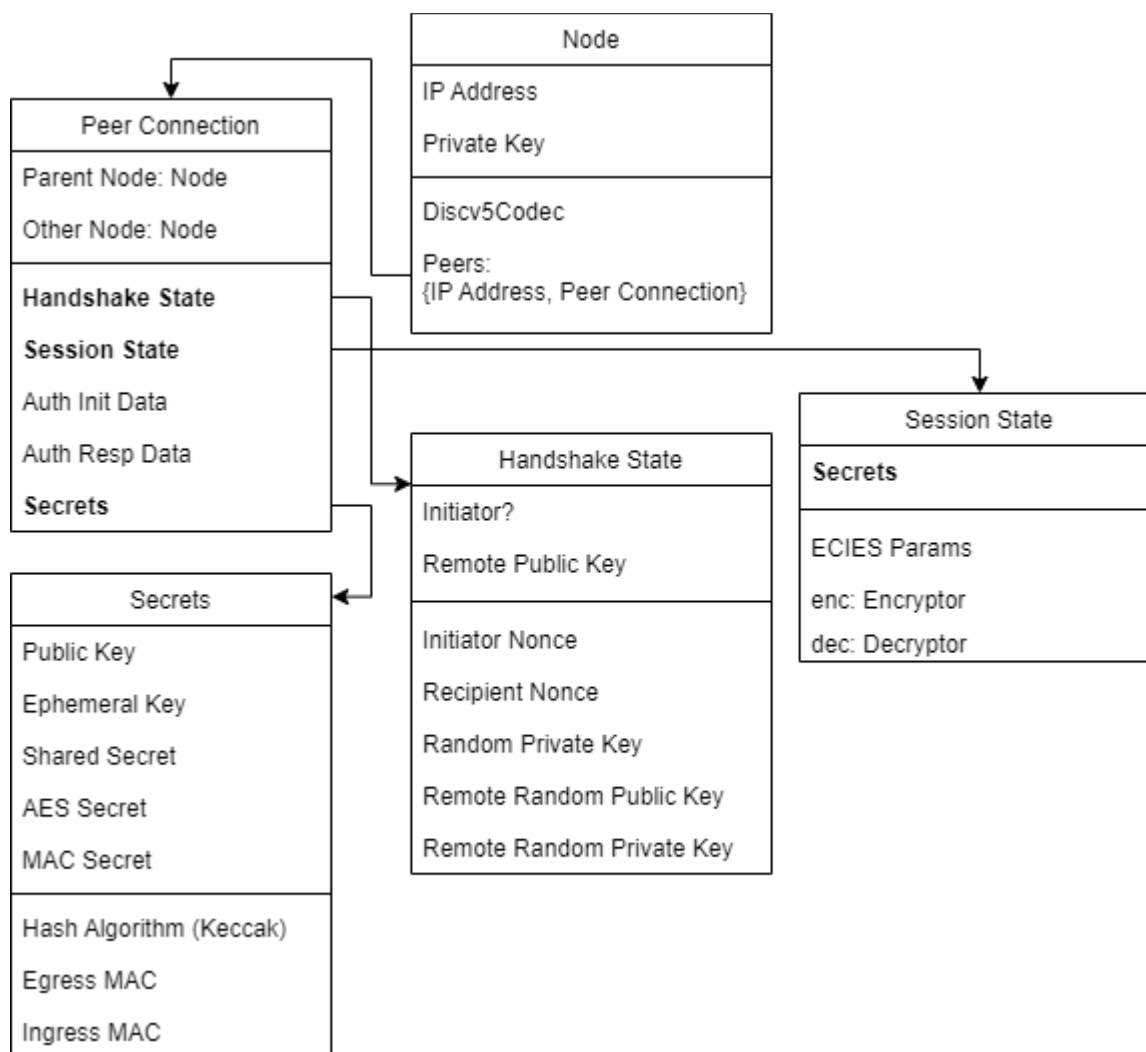 Node
IP Address
Private Key
Discv5Codec
Peers:
{IP Address, Peer Connection}
Peer Connection
Parent Node: Node
Other Node: Node
Handshake State
Session State
Auth Init Data
Auth Resp Data
Secrets
Session State
Secrets
ECIES Params
enc: Encryptor
dec: Decryptor
Handshake State
Initiator?
Remote Public Key
Initiator Nonce
Recipient Nonce
Random Private Key
Remote Random Public Key
Remote Random Private Key
Secrets
Public Key
Ephemeral Key
Shared Secret
AES Secret
MAC Secret
Hash Algorithm (Keccak)
Egress MAC
Ingress MAC